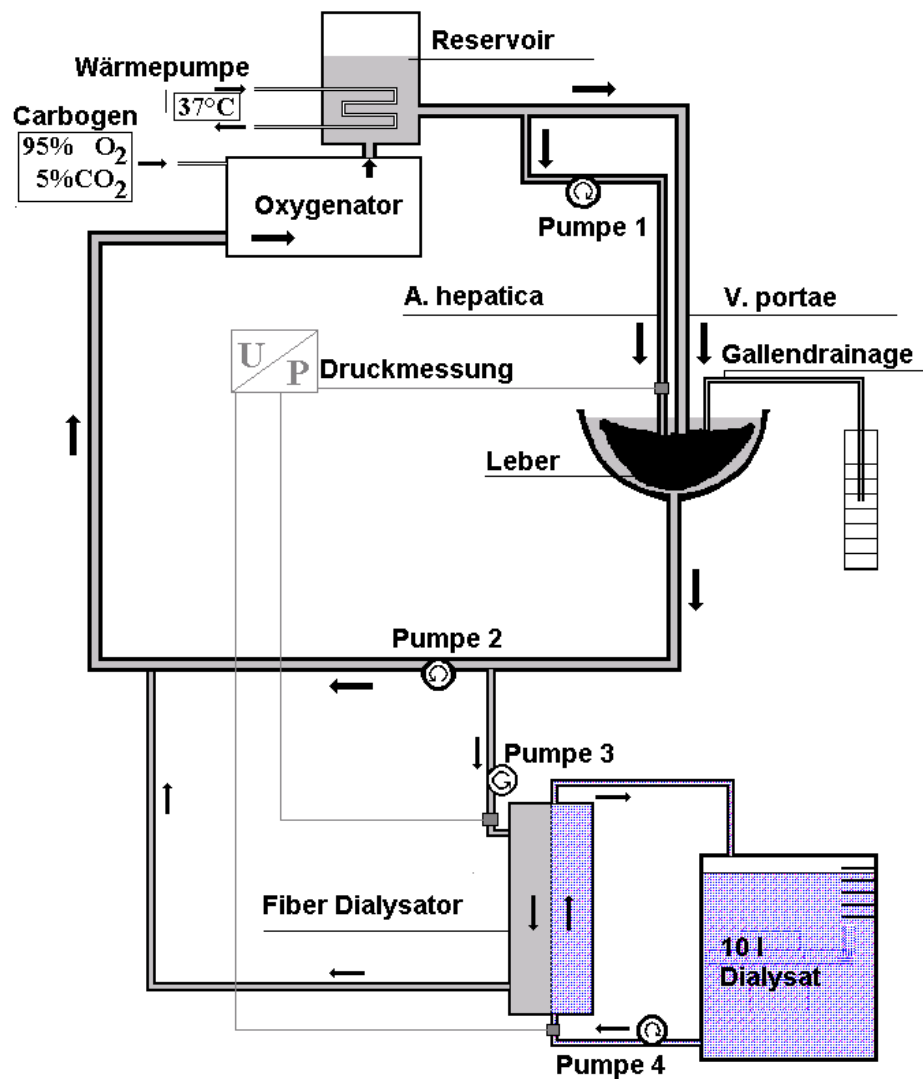 Reservoir
Wärmepumpe
37°C
Carbogen
95% O2
5%CO2
Oxygenator
Pumpe 1
A. hepatica
V. portae
Gallendrainage
U
P
Druckmessung
Leber
Pumpe 2
Pumpe 3
Fiber Dialysator
10 l
Dialysat
Pumpe 4